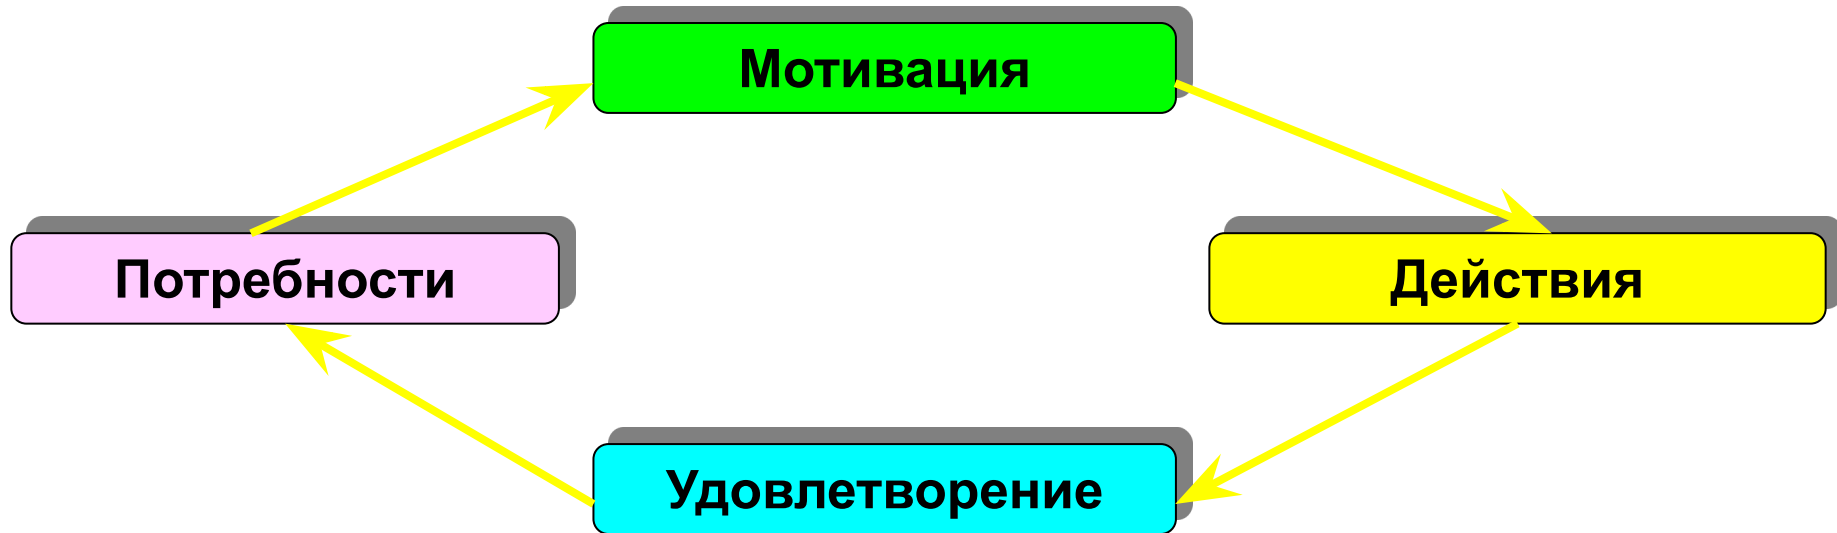 Мотивация
Потребности
Действия
Удовлетворение